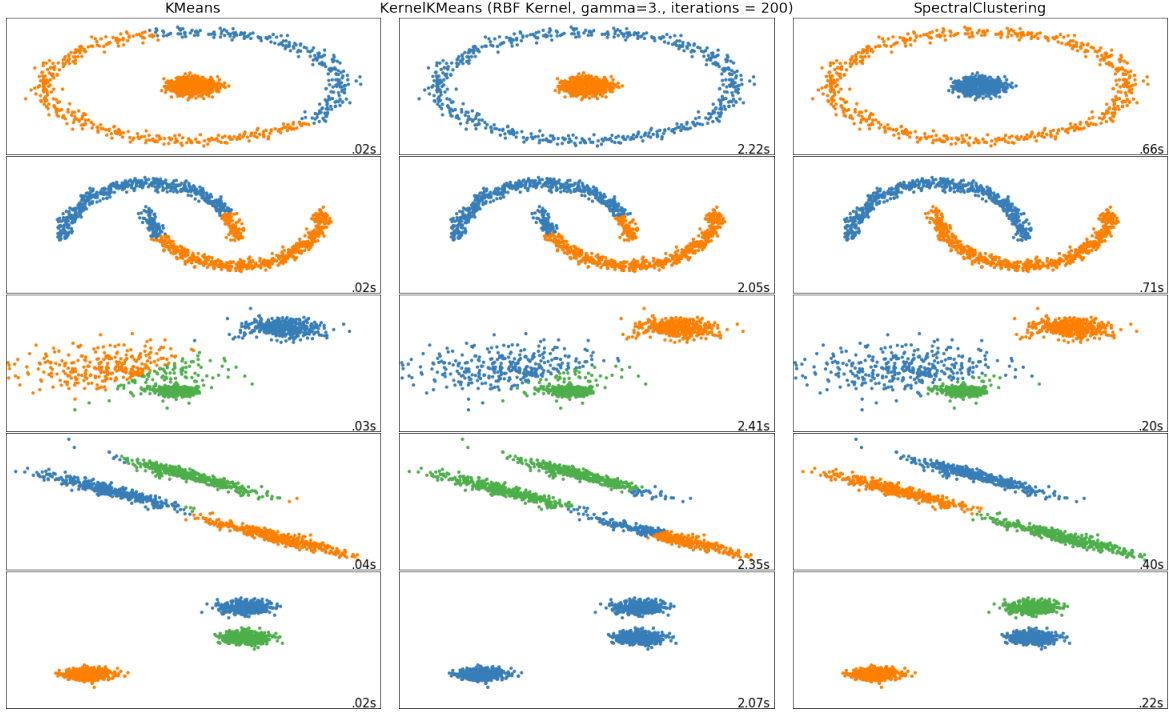 KMeans
KernelKMeans (RBF Kernel, gamma=3., iterations = 200)
SpectralClustering
.02s
2.22s
.66s
.02s
2.05s
.71s
.03s
2.41s
.20s
.04s
2.35s
.40s
.02s
2.07s
.22s